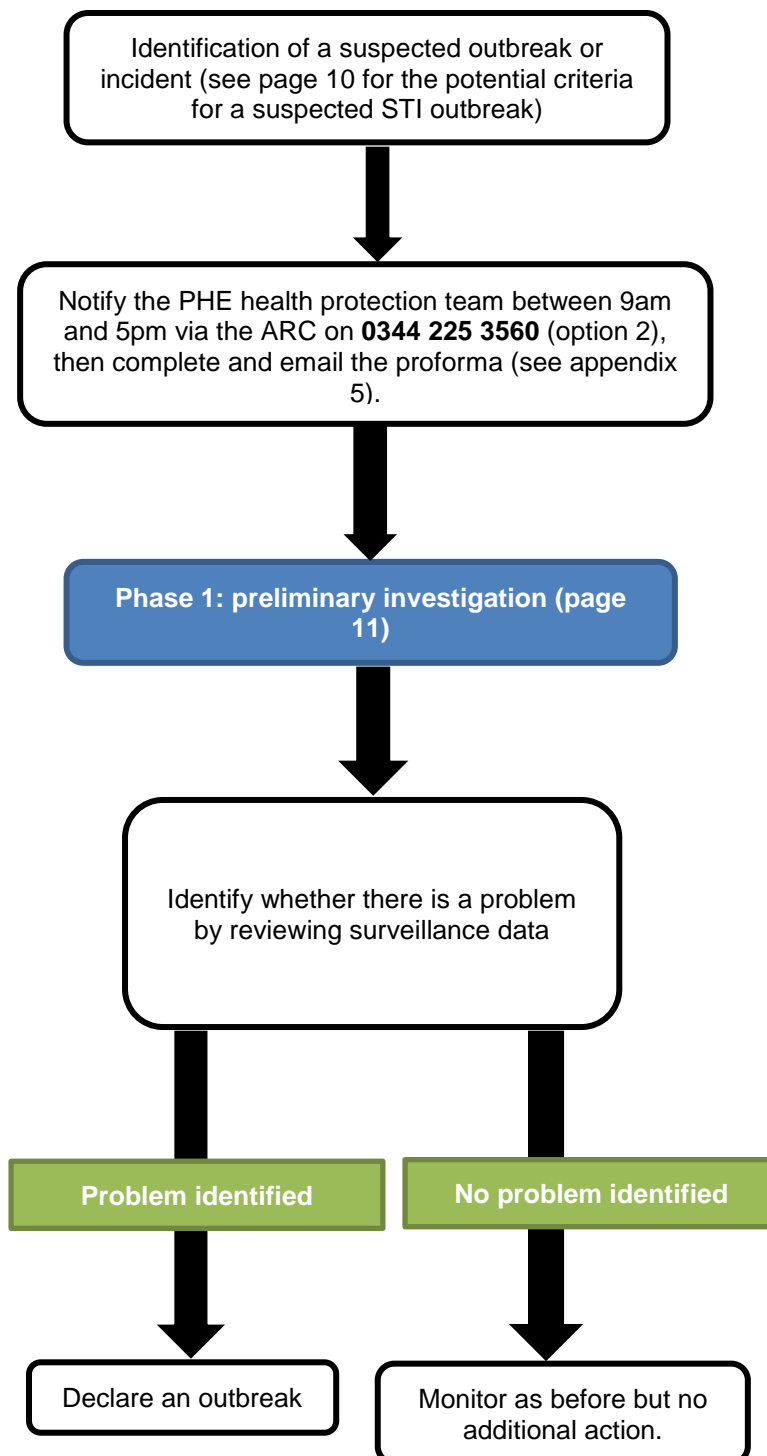 Identification of a suspected outbreak or
incident (see page 10 for the potential criteria
for a suspected STI outbreak)
Notify the PHE health protection team between 9am
and 5pm via the ARC on 0344 225 3560 (option 2),
then complete and email the proforma (see appendix
5).
Phase 1: preliminary investigation (page
11)
Identify whether there is a problem
by reviewing surveillance data
Problem identified
No problem identified
Declare an outbreak
Monitor as before but no
additional action.